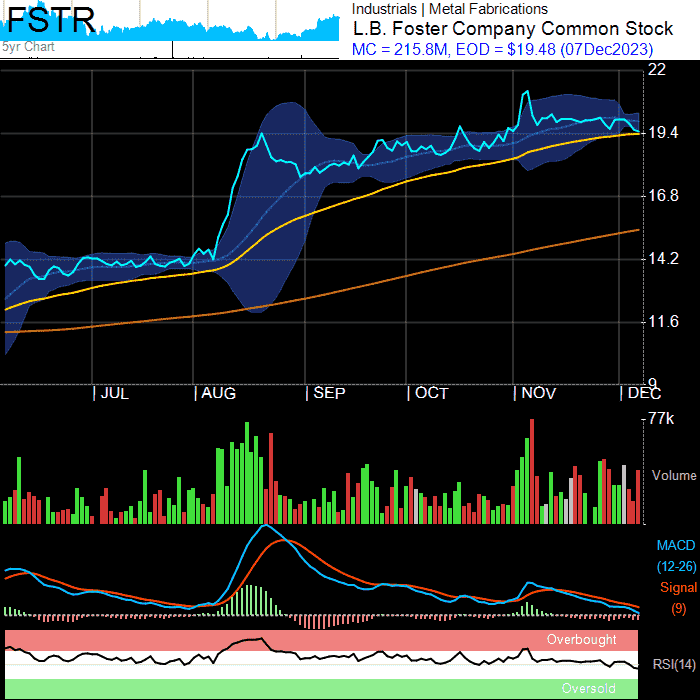 FSTR
5yr Chart
Industrials | Metal Fabrications
L.B. Foster Company Common Stock
MC = 215.8M, EOD = $19.48 (07Dec2023)
22
19.4
16.8
14.2
11.6
9
| JUL | AUG | SEP | OCT | NOV | DEC
77k
Volume
MACD
(12-26)
Signal
(9)
Overbought
RSI(14)
Oversold